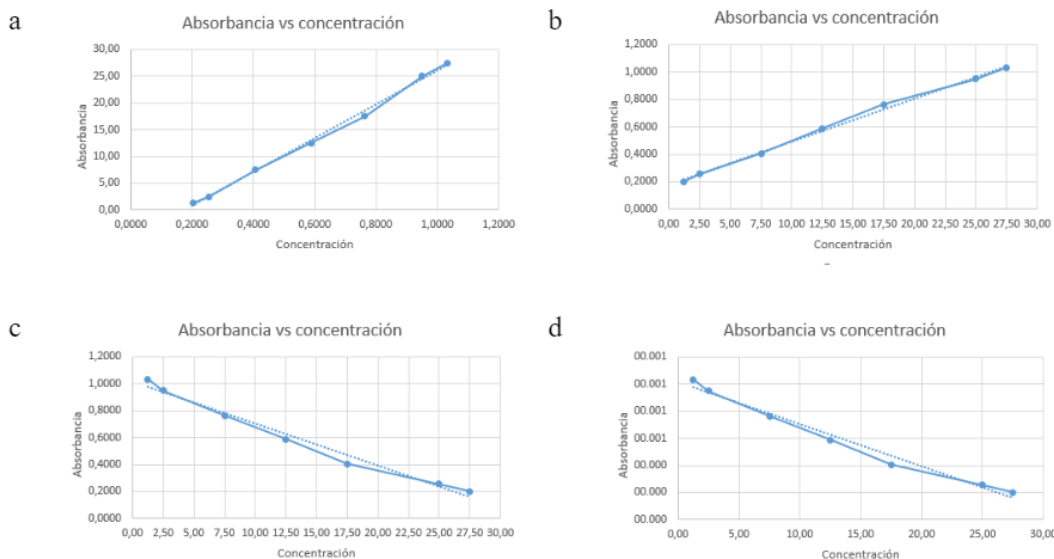 a
Absorbancia vs concentración
30,00
25,00
20,00
15,00
10,00
5,00
0,00
Absorbancia
0,0000 0,2000 0,4000 0,6000 0,8000 1,0000 1,2000
Concentración
b
Absorbancia vs concentración
1,2000
1,0000
0,8000
0,6000
0,4000
0,2000
0,0000
Absorbancia
0,00 2,50 5,00 7,50 10,00 12,50 15,00 17,50 20,00 22,50 25,00 27,50 30,00
Concentración
c
Absorbancia vs concentración
1,2000
1,0000
0,8000
0,6000
0,4000
0,2000
0,0000
Absorbancia
0,00 2,50 5,00 7,50 10,00 12,50 15,00 17,50 20,00 22,50 25,00 27,50 30,00
Concentración
d
Absorbancia vs concentración
00.001
00.001
00.001
00.001
00.000
00.000
00.000
Absorbancia
0,00 5,00 10,00 15,00 20,00 25,00 30,00
Concentración